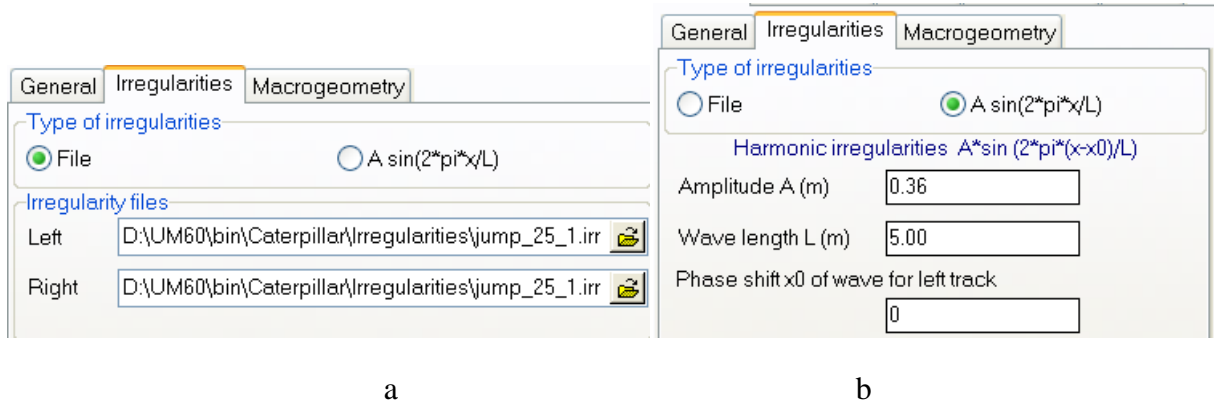 General Irregularities Macrogeometry
Type of irregularities
File A sin(2*pi*x/L)
Irregularity files
Left D:\UM60\bin\Caterpillar\Irregularities\jump_25_1.irr
Right D:\UM60\bin\Caterpillar\Irregularities\jump_25_1.irr
a
General Irregularities Macrogeometry
Type of irregularities
File A sin(2*pi*x/L)
Harmonic irregularities A*sin (2*pi*(x-x0)/L)
Amplitude A (m) 0.36
Wave length L (m) 5.00
Phase shift x0 of wave for left track
0
b